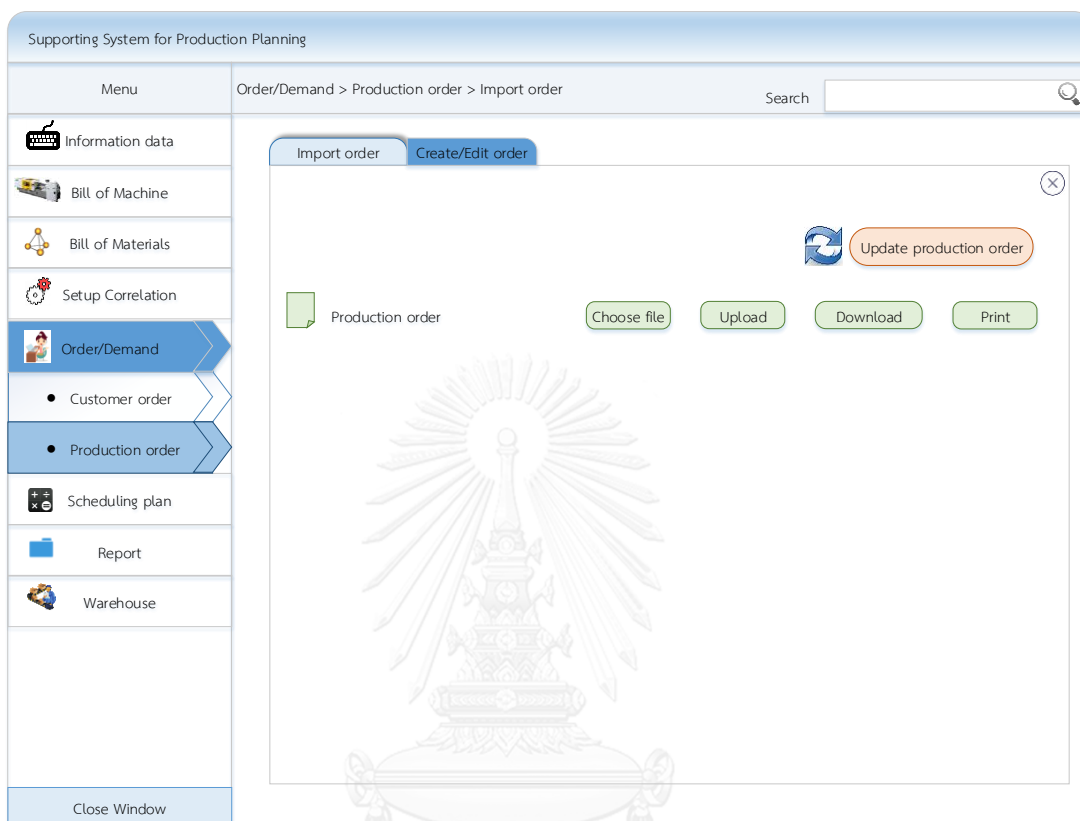 Supporting System for Production Planning
Menu
Order/Demand > Production order > Import order
Search
Information data
Import order
Create/Edit order
Bill of Machine
Bill of Materials
Update production order
Setup Correlation
Production order
Choose file
Upload
Download
Print
Order/Demand
Customer order
Production order
Scheduling plan
Report
Warehouse
Close Window